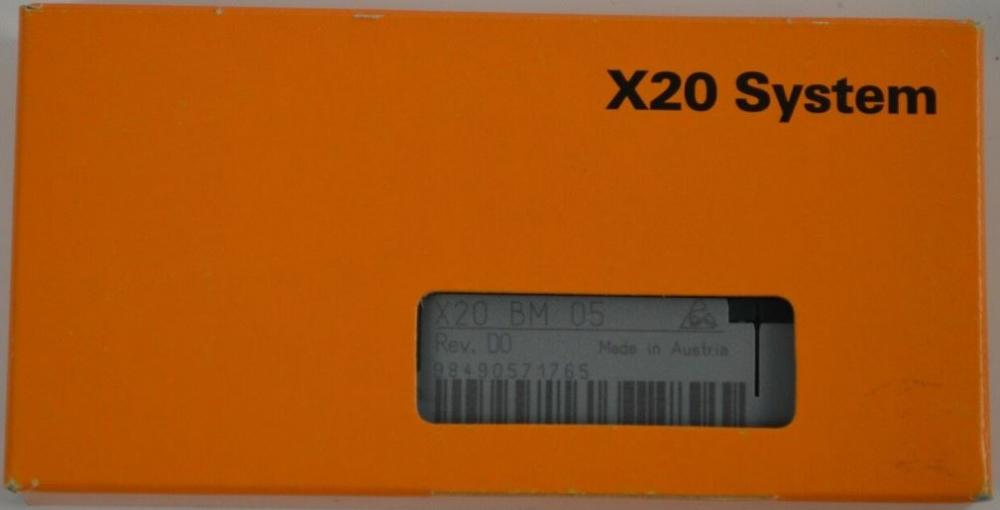 X20 System
X20 BM 05
Rev. D0
Made in Austria
98490571765